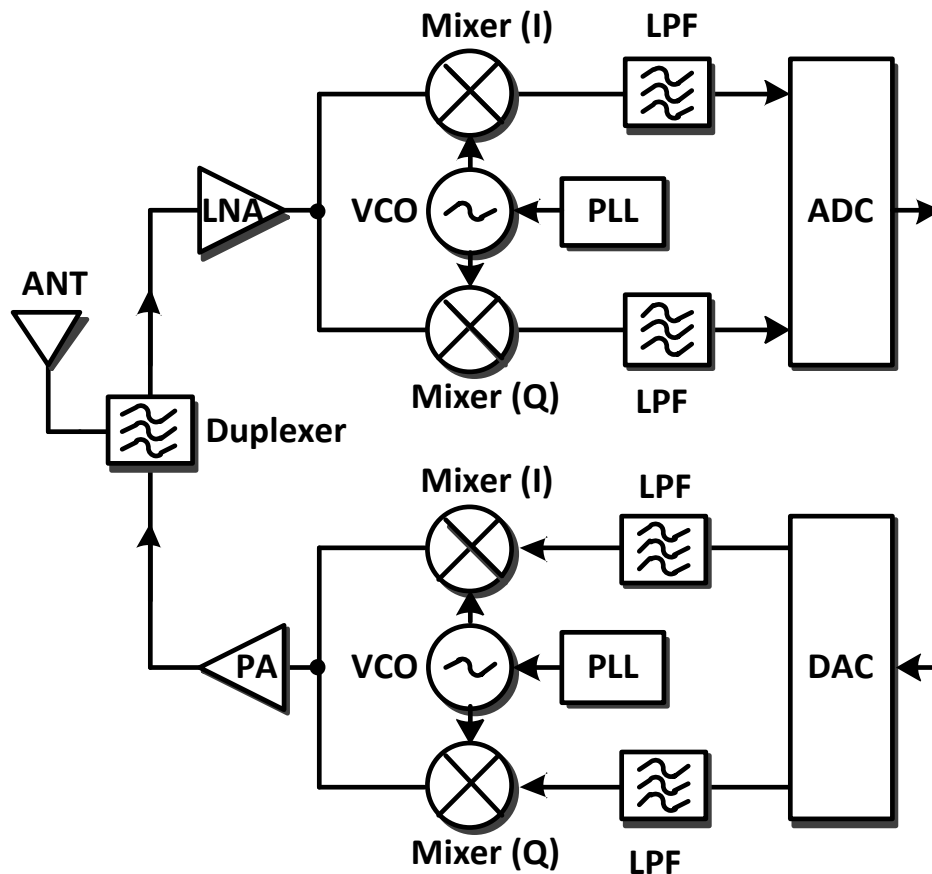 Mixer (I)
LPF
LNA
VCO
PLL
ADC
ANT
Mixer (Q)
LPF
Duplexer
Mixer (I)
LPF
PA
VCO
PLL
DAC
Mixer (Q)
LPF